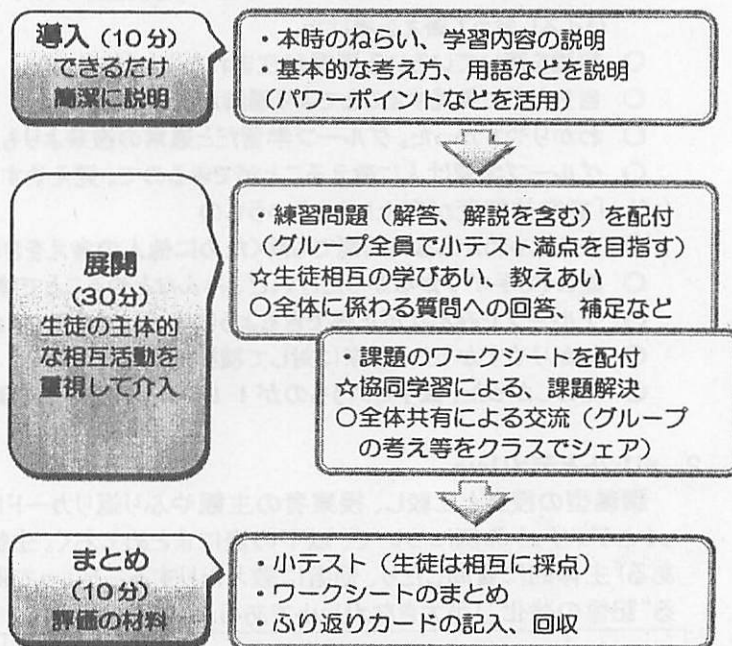 導入（10分）
できるだけ
簡潔に説明
・本時のねらい、学習内容の説明
・基本的な考え方、用語などを説明
（パワーポイントなどを活用）
展開
（30分）
生徒の主体的
な相互活動を
重視して介入
・練習問題（解答、解説を含む）を配付
（グループ全員で小テスト満点を目指す）
☆生徒相互の学びあい、教えあい
○全体に係わる質問への回答、補足など
・課題のワークシートを配付
☆協同学習による、課題解決
○全体共有による交流（グループ
の考え等をクラスでシェア）
まとめ
（10分）
評価の材料
・小テスト（生徒は相互に採点）
・ワークシートのまとめ
・ふり返りカードの記入、回収